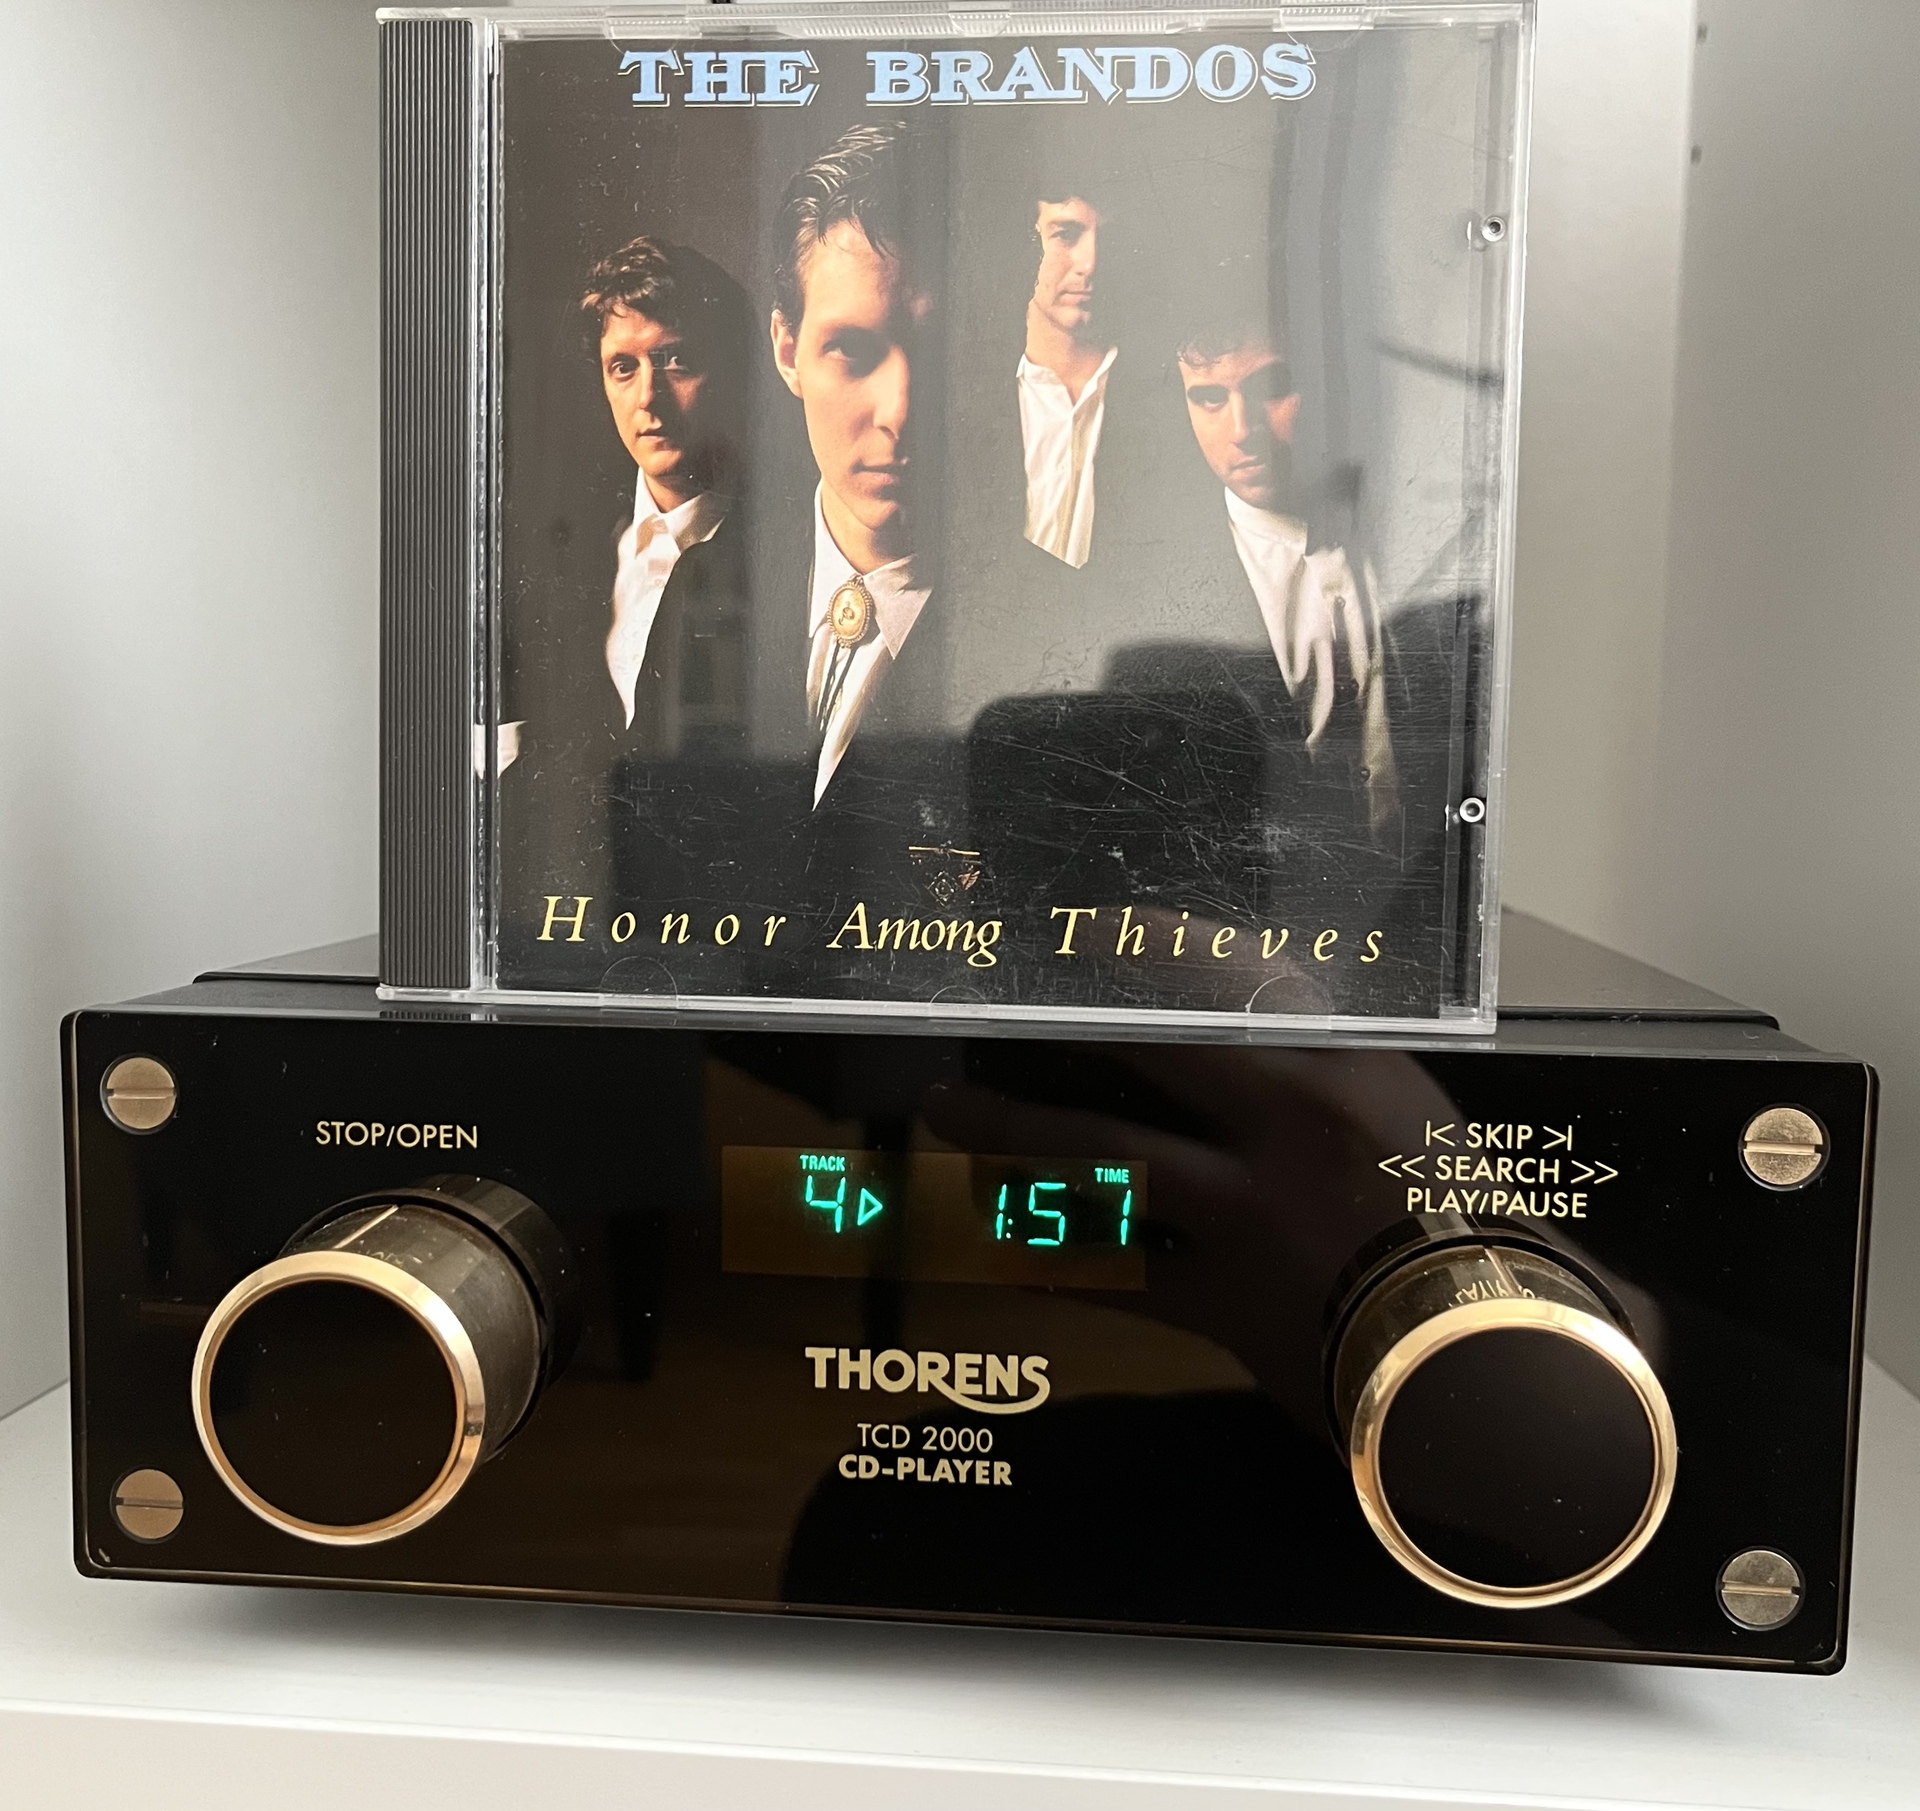 THE BRANDOS
Honor Among Thieves
STOP/OPEN
TRACK
4
TIME
1:57
|< SKIP >|
<< SEARCH >>
PLAY/PAUSE
THORENS
TCD 2000
CD-PLAYER